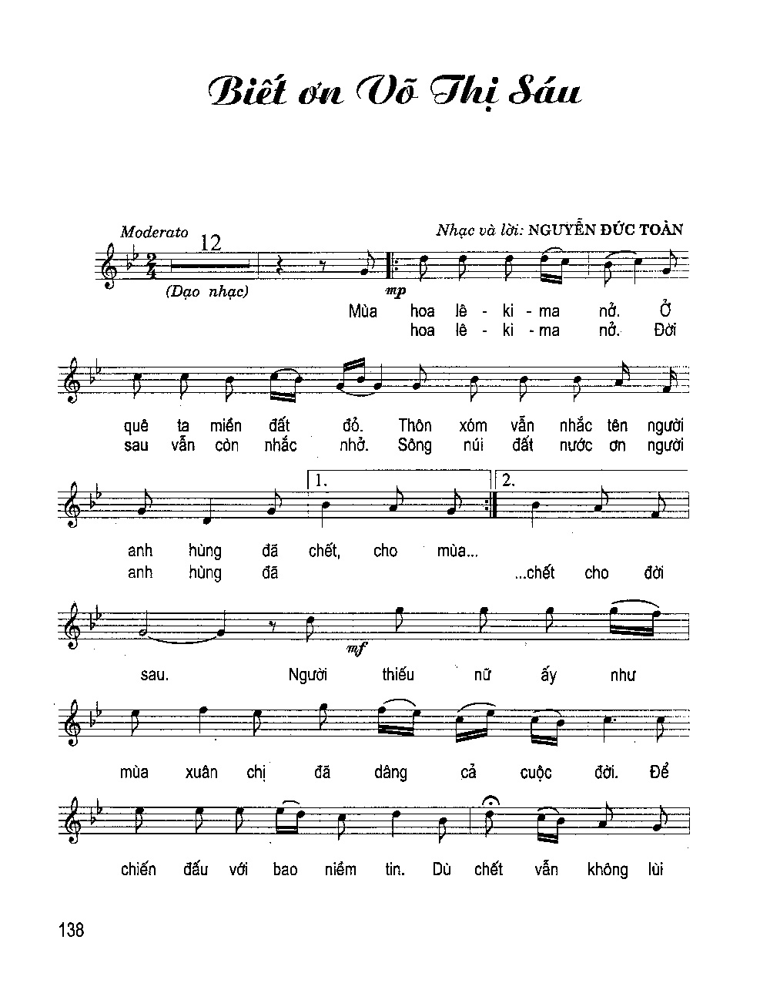 Biết ơn Võ Thị Sáu
Moderato
Nhạc và lời: NGUYỄN ĐỨC TOÀN
12
2
4
(Dạo nhạc)
mp
Mùa hoa lê - ki - ma nở. Ở
hoa lê - ki - ma nở. Đời
quê ta miền đất đỏ. Thôn xóm vẫn nhắc tên người
sau vẫn còn nhắc nhở. Sông núi đất nước ơn người
1. 2.
anh hùng đã chết, cho mùa...
anh hùng đã ...chết cho đời
mf
sau. Người thiếu nữ ấy như
mùa xuân chị đã dâng cả cuộc đời. Để
chiến đấu với bao niềm tin. Dù chết vẫn không lùi
138